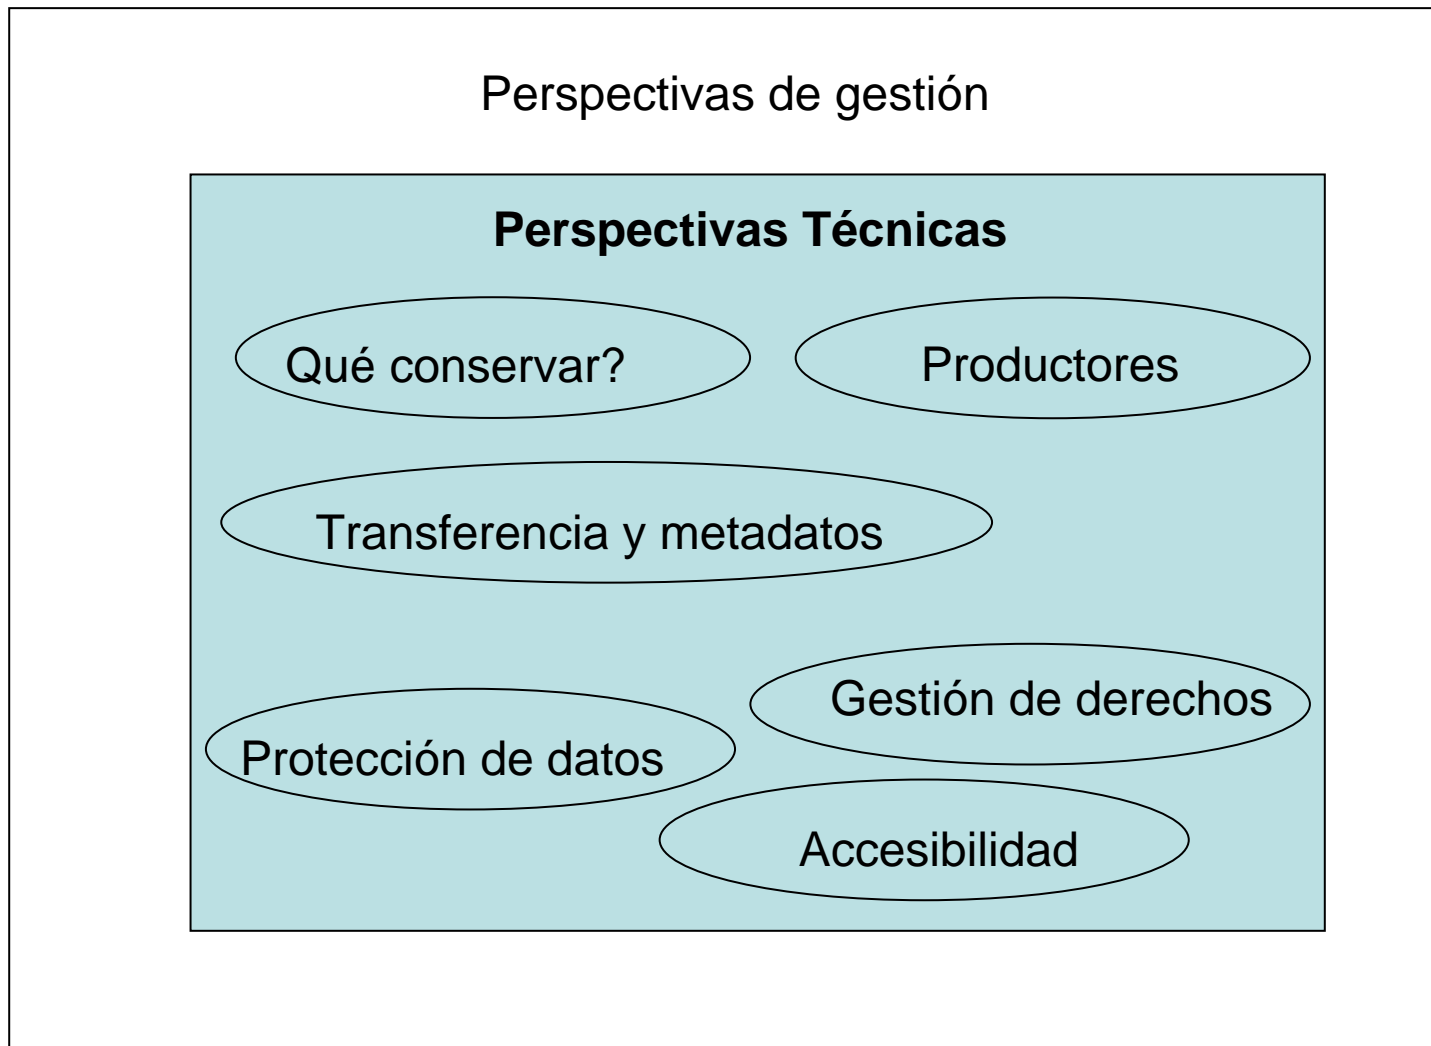 Perspectivas de gestión
Perspectivas Técnicas
Qué conservar?
Productores
Transferencia y metadatos
Gestión de derechos
Protección de datos
Accesibilidad